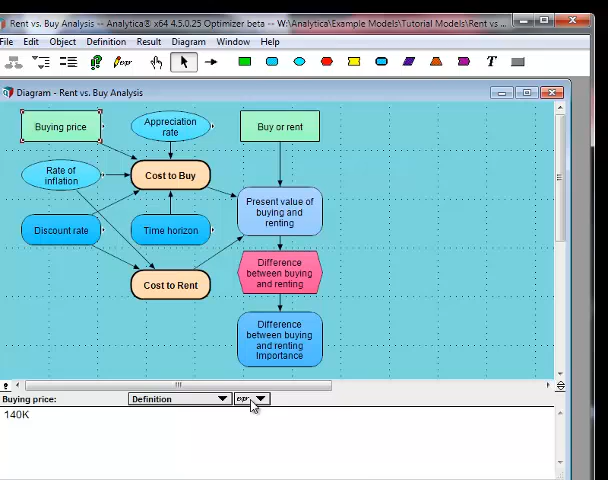 Rent vs. Buy Analysis -- Analytica® 4.5.0.25 Optimizer beta -- W:\Analytica\Example Models\Tutorial Models\Rent vs ...
File Edit Object Definition Result Diagram Window Help
expr
T
Diagram - Rent vs. Buy Analysis
Buying price
Appreciation
rate
Buy or rent
Rate of
inflation
Cost to Buy
Present value of
buying and
renting
Discount rate
Time horizon
Difference
between buying
and renting
Cost to Rent
Difference
between buying
and renting
Importance
Buying price:
Definition
expr
140K